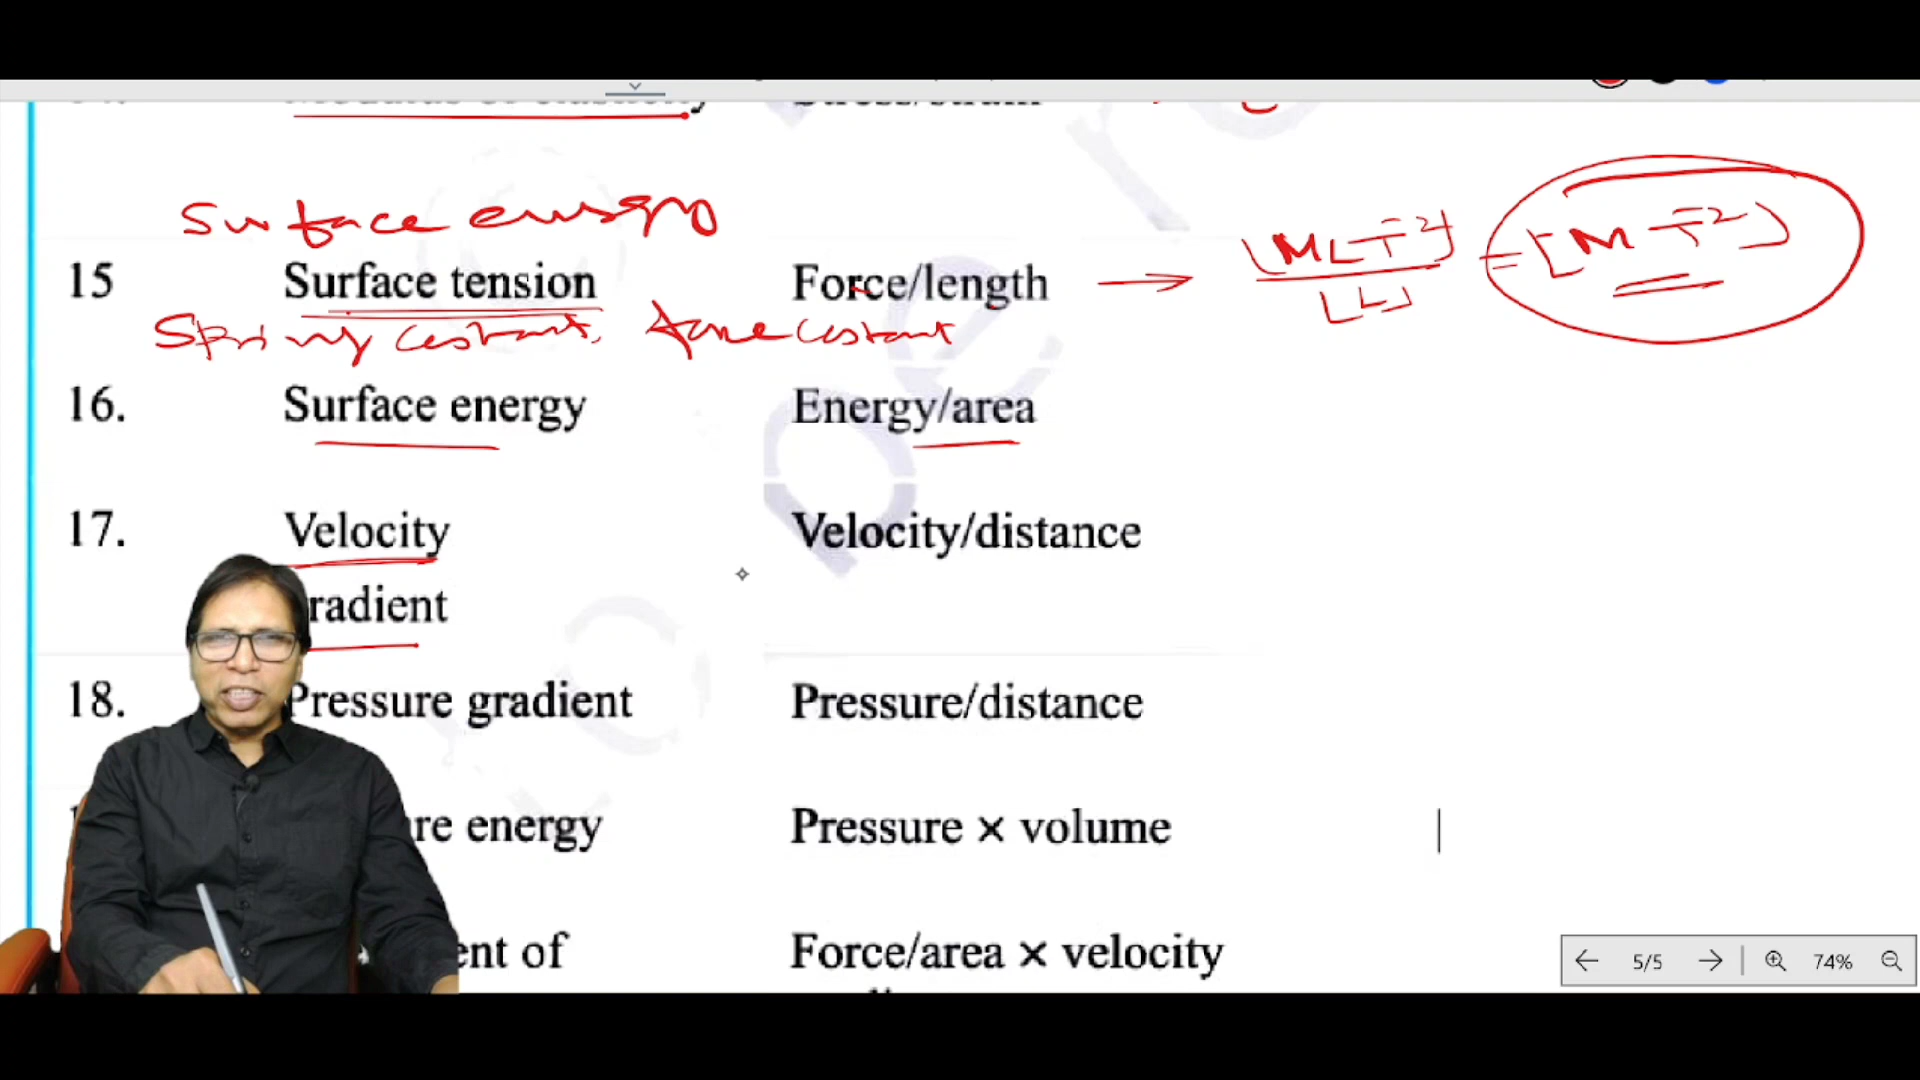 Surface energy
15 Surface tension Force/length → [MLT⁻²] / [L] = [MT⁻²]
Spring constant, force constant
16. Surface energy Energy/area
17. Velocity Velocity/distance
radient
18. Pressure gradient Pressure/distance
re energy Pressure × volume
ent of Force/area × velocity
5/5 74%